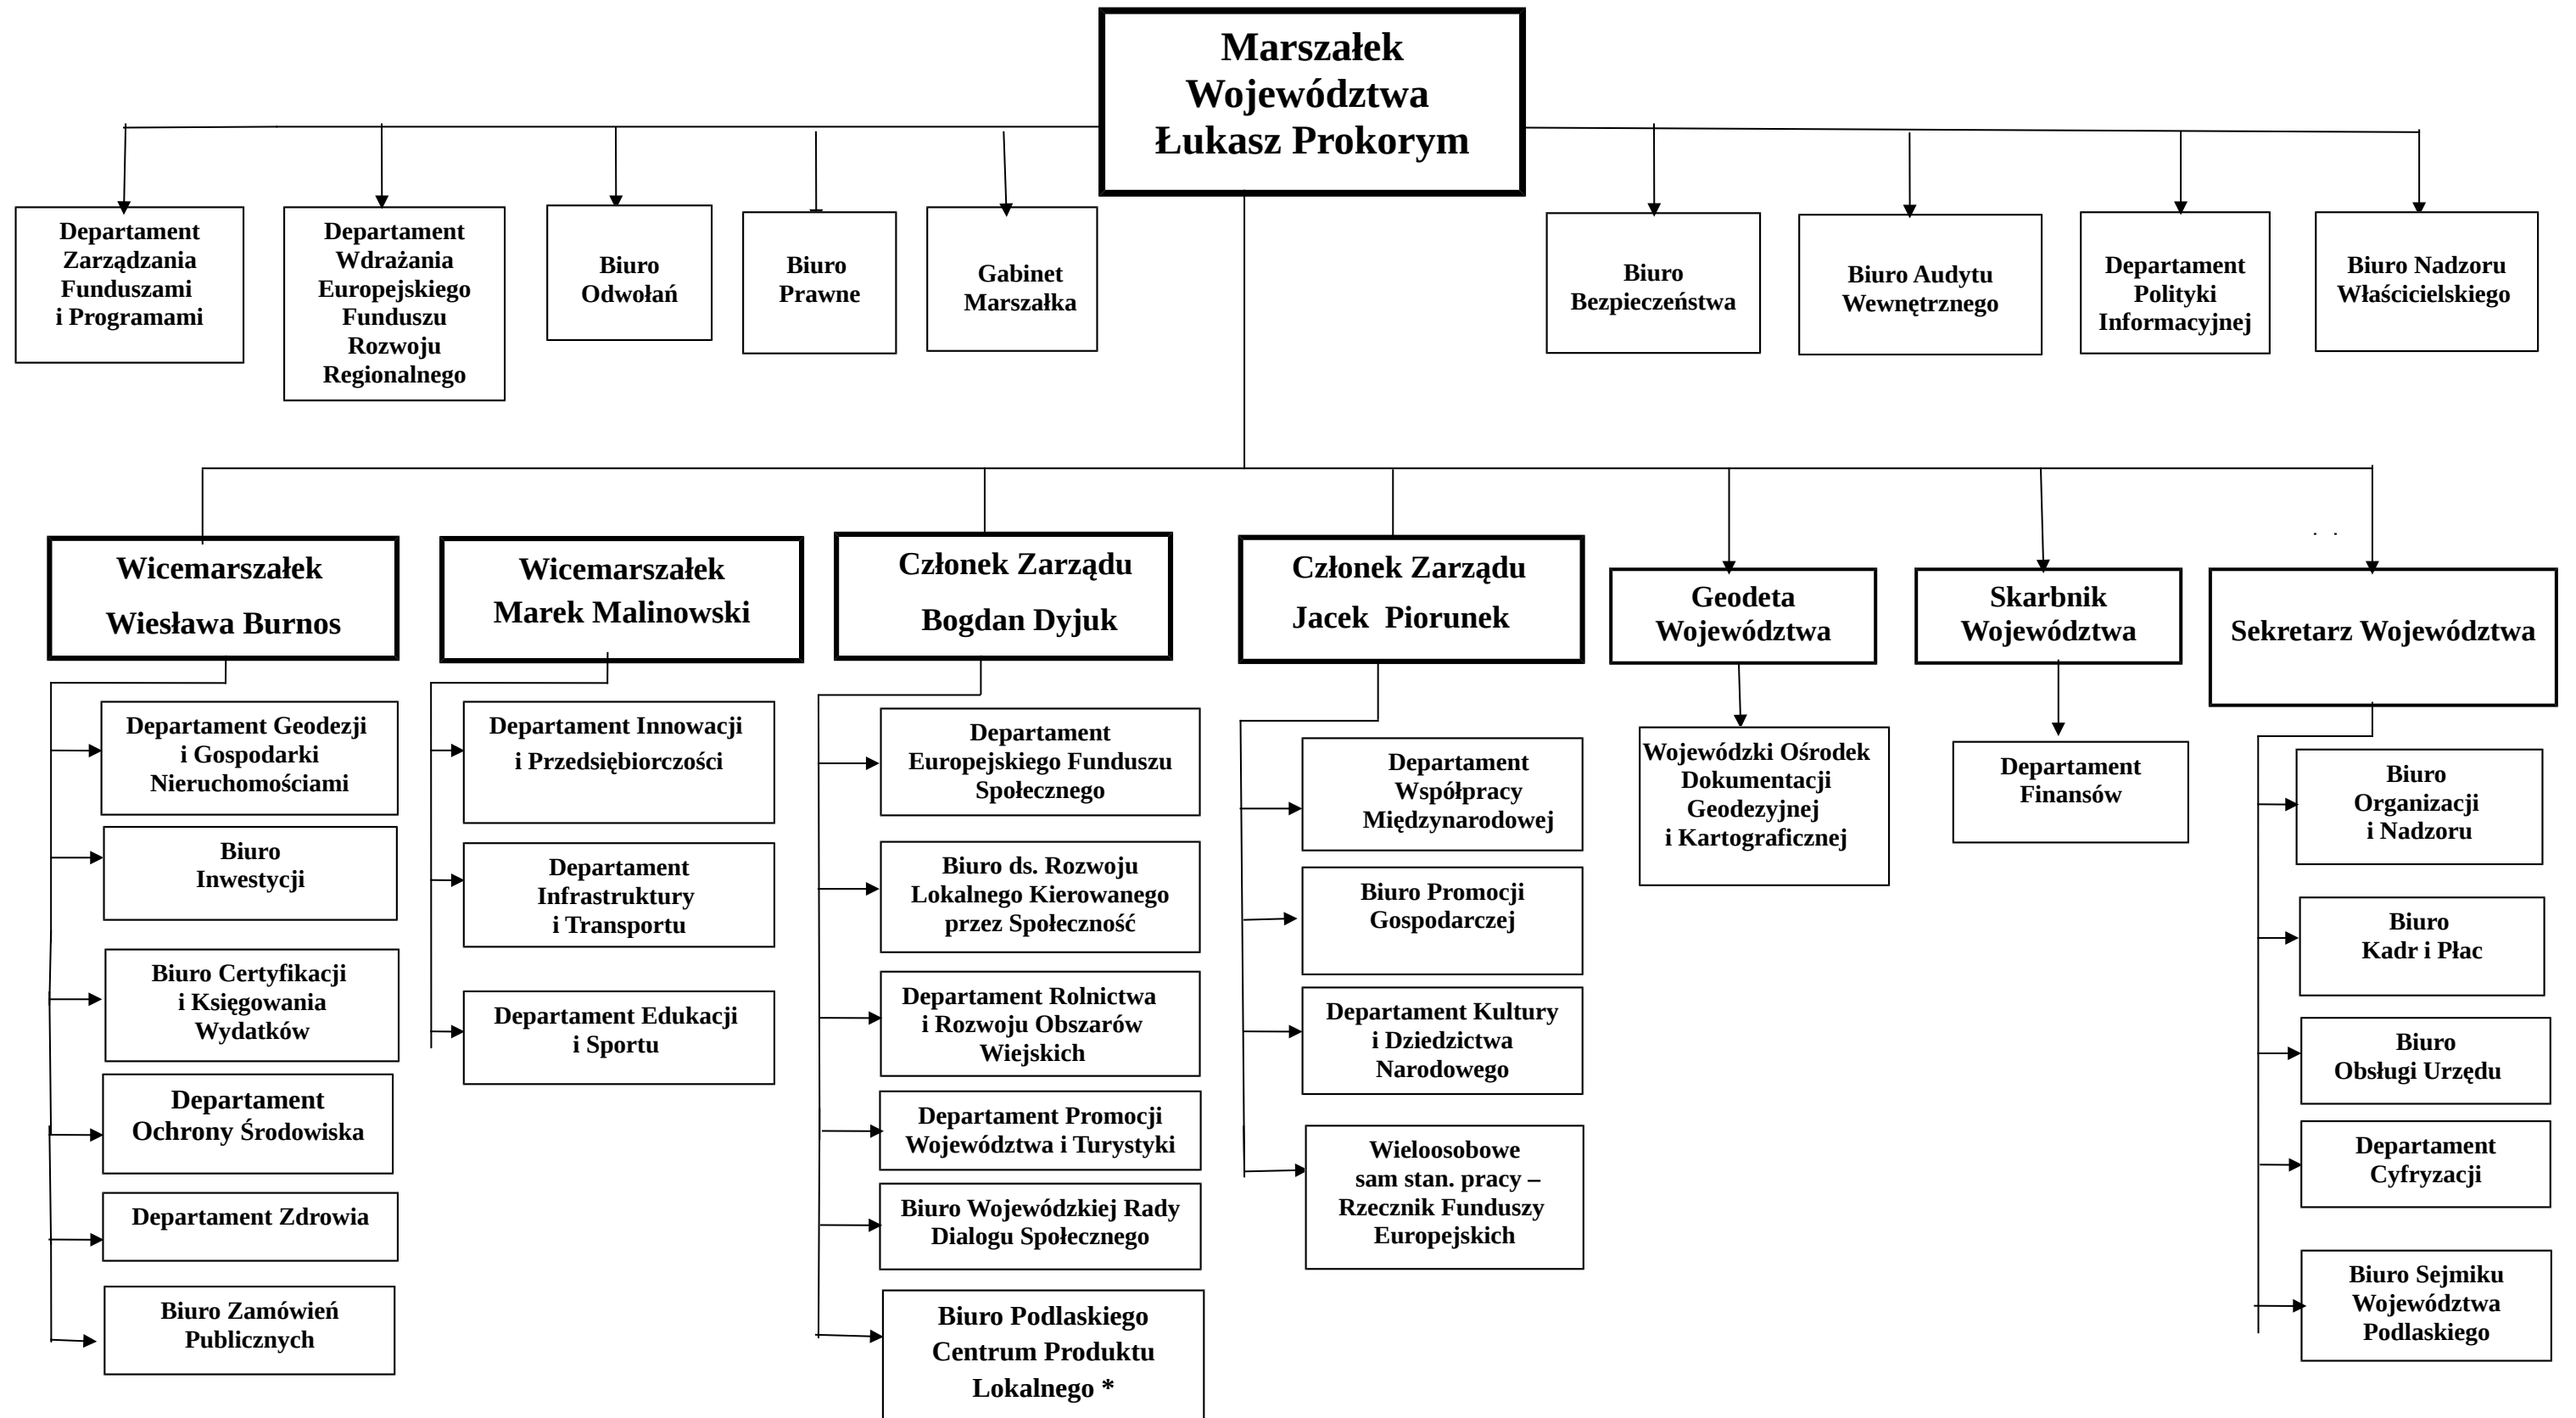 Marszałek
Województwa
Łukasz Prokorym
Departament
Zarządzania
Funduszami
i Programami
Departament
Wdrażania
Europejskiego
Funduszu
Rozwoju
Regionalnego
Biuro
Odwołań
Biuro
Prawne
Gabinet
Marszałka
Biuro
Bezpieczeństwa
Biuro Audytu
Wewnętrznego
Departament
Polityki
Informacyjnej
Biuro Nadzoru
Właścicielskiego
Wicemarszałek
Wiesława Burnos
Wicemarszałek
Marek Malinowski
Członek Zarządu
Bogdan Dyjuk
Członek Zarządu
Jacek Piorunek
Geodeta
Województwa
Skarbnik
Województwa
Sekretarz Województwa
Departament Geodezji
i Gospodarki
Nieruchomościami
Biuro
Inwestycji
Biuro Certyfikacji
i Księgowania
Wydatków
Departament
Ochrony Środowiska
Departament Zdrowia
Biuro Zamówień
Publicznych
Departament Innowacji
i Przedsiębiorczości
Departament
Infrastruktury
i Transportu
Departament Edukacji
i Sportu
Departament
Europejskiego Funduszu
Społecznego
Biuro ds. Rozwoju
Lokalnego Kierowanego
przez Społeczność
Departament Rolnictwa
i Rozwoju Obszarów
Wiejskich
Departament Promocji
Województwa i Turystyki
Biuro Wojewódzkiej Rady
Dialogu Społecznego
Biuro Podlaskiego
Centrum Produktu
Lokalnego *
Departament
Współpracy
Międzynarodowej
Biuro Promocji
Gospodarczej
Departament Kultury
i Dziedzictwa
Narodowego
Wieloosobowe
sam stan. pracy –
Rzecznik Funduszy
Europejskich
Wojewódzki Ośrodek
Dokumentacji
Geodezyjnej
i Kartograficznej
Departament
Finansów
Biuro
Organizacji
i Nadzoru
Biuro
Kadr i Płac
Biuro
Obsługi Urzędu
Departament
Cyfryzacji
Biuro Sejmiku
Województwa
Podlaskiego